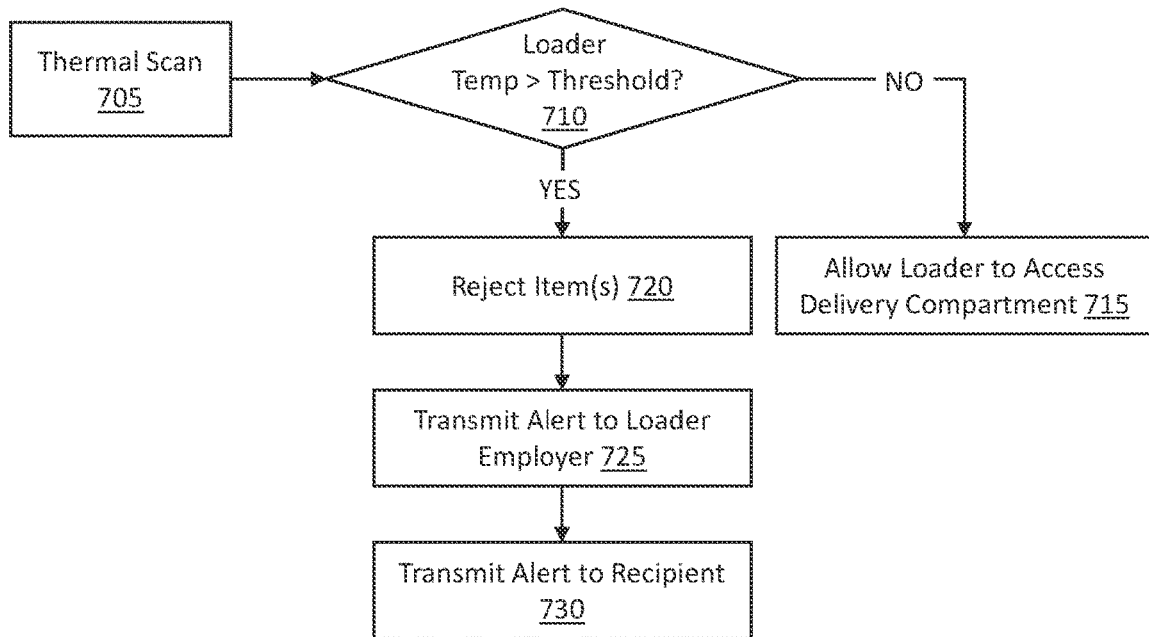 Thermal Scan
705
Loader
Temp > Threshold?
710
NO
YES
Reject Item(s) 720
Allow Loader to Access
Delivery Compartment 715
Transmit Alert to Loader
Employer 725
Transmit Alert to Recipient
730